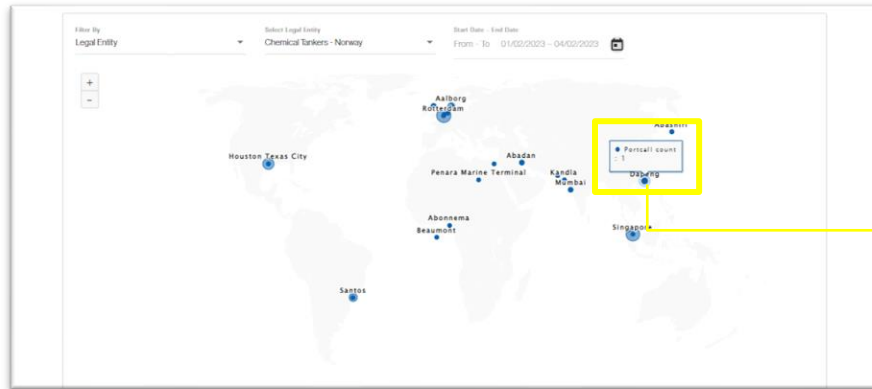 Filter By
Legal Entity
Select Legal Entity
Chemical Tankers - Norway
Start Date – End Date
From - To 01/02/2023 – 04/02/2023
+
-
Aalborg
Rotterdam
Houston Texas City
Abadan
Penara Marine Terminal
Kandla
Mumbai
Portcall count
: 1
Abonnema
Beaumont
Singapore
Santos